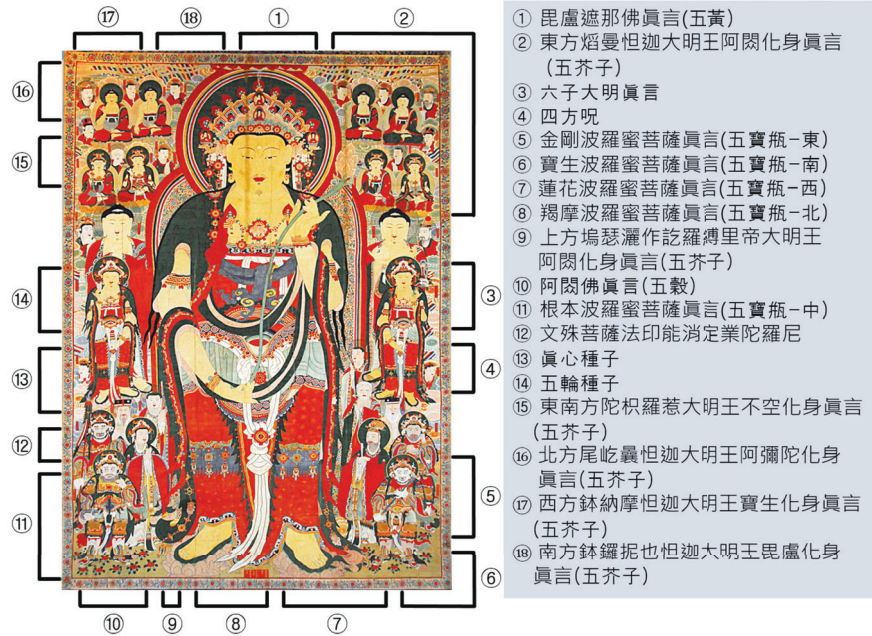 ⑰
⑱
①
②
⑯
⑮
⑭
③
⑬
④
⑫
⑪
⑤
⑥
⑩
⑨
⑧
⑦
① 毘盧遮那佛眞言(五黃)
② 東方焰曼怛迦大明王阿閦化身眞言
(五芥子)
③ 六子大明眞言
④ 四方呪
⑤ 金剛波羅蜜菩薩眞言(五寶甁-東)
⑥ 寶生波羅蜜菩薩眞言(五寶甁-南)
⑦ 蓮花波羅蜜菩薩眞言(五寶甁-西)
⑧ 羯摩波羅蜜菩薩眞言(五寶甁-北)
⑨ 上方塢瑟灑作訖羅縛里帝大明王
阿閦化身眞言(五芥子)
⑩ 阿閦佛眞言(五穀)
⑪ 根本波羅蜜菩薩眞言(五寶甁-中)
⑫ 文殊菩薩法印能消定業陀羅尼
⑬ 眞心種子
⑭ 五輪種子
⑮ 東南方陀枳羅惹大明王不空化身眞言
(五芥子)
⑯ 北方尾屹曩怛迦大明王阿彌陀化身
眞言(五芥子)
⑰ 西方鉢納摩怛迦大明王寶生化身眞言
(五芥子)
⑱ 南方鉢鑼抳也怛迦大明王毘盧化身
眞言(五芥子)